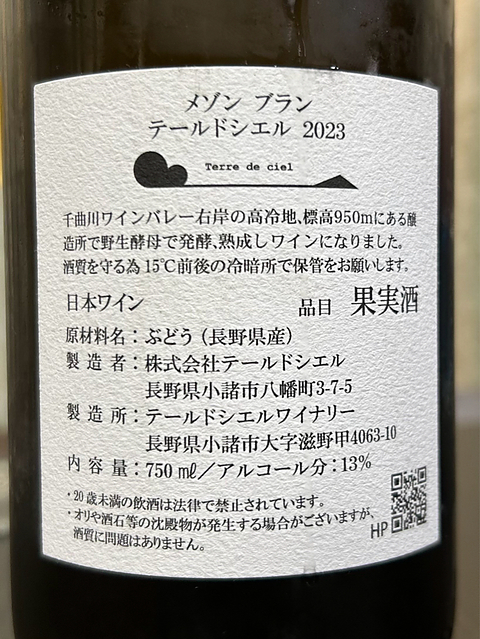 メゾン ブラン
テールドシエル 2023
Terre de ciel
千曲川ワインバレー右岸の高冷地、標高950mにある醸
造所で野生酵母で発酵、熟成しワインになりました。
酒質を守る為 15℃前後の冷暗所で保管をお願いします。
日本ワイン 品目 果実酒
原材料名：ぶどう（長野県産）
製造者：株式会社テールドシエル
長野県小諸市八幡町3-7-5
製造所：テールドシエルワイナリー
長野県小諸市大字滋野甲4063-10
内容量：750㎖／アルコール分：13%
・20歳未満の飲酒は法律で禁止されています。
・オリや酒石等の沈殿物が発生する場合がございますが、
酒質に問題はありません。
HP